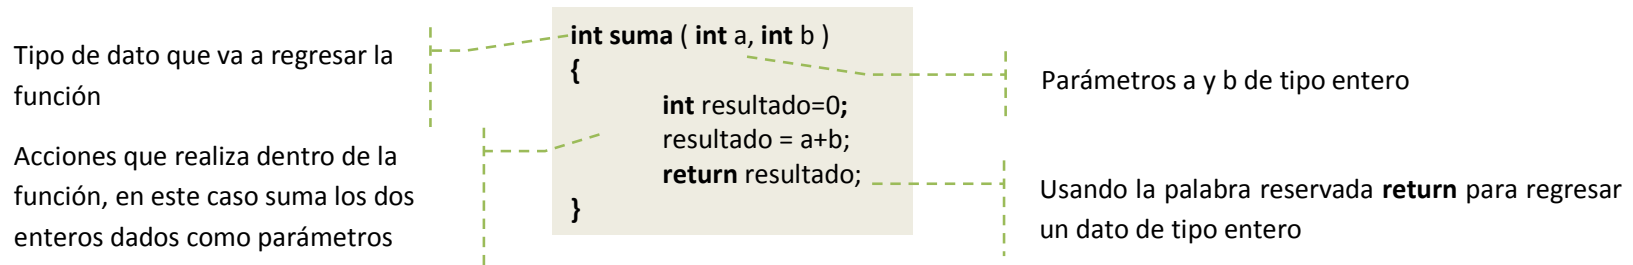 Tipo de dato que va a regresar la
función
Acciones que realiza dentro de la
función, en este caso suma los dos
enteros dados como parámetros
int suma ( int a, int b )
{
int resultado=0;
resultado = a+b;
return resultado;
}
Parámetros a y b de tipo entero
Usando la palabra reservada return para regresar
un dato de tipo entero